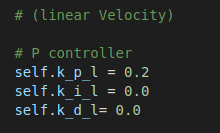 # (linear Velocity)
# P controller
self.k_p_l = 0.2
self.k_i_l = 0.0
self.k_d_l= 0.0